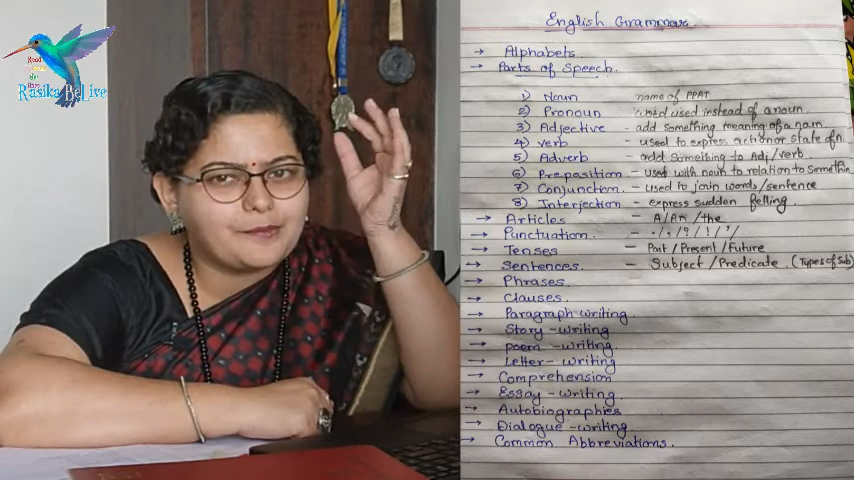 Read
the
Rasika BeLive
English Grammar
→ Alphabets
→ Parts of Speech.
1) Noun name of PPAT
2) Pronoun word used instead of a noun.
3) Adjective - add something meaning of a noun.
4) Verb - used to express action or state of n.
5) Adverb - add something to Adj/verb.
6) Preposition - used with noun to relation to somethin
7) Conjunction. - used to join words/sentence
8) Interjection - express sudden felling.
→ Articles - A/An/the
→ Punctuation. - ./,/?/!/'/
→ Tenses - Past/Present/Future
→ Sentences. - Subject/Predicate. (Types of Sub)
→ Phrases.
→ Clauses.
→ Paragraph writing.
→ Story-writing
→ poem-writing.
→ Letter-writing
→ Comprehension
→ Essay-writing.
→ Autobiographies
→ Dialogue-writing.
→ Common Abbreviations.